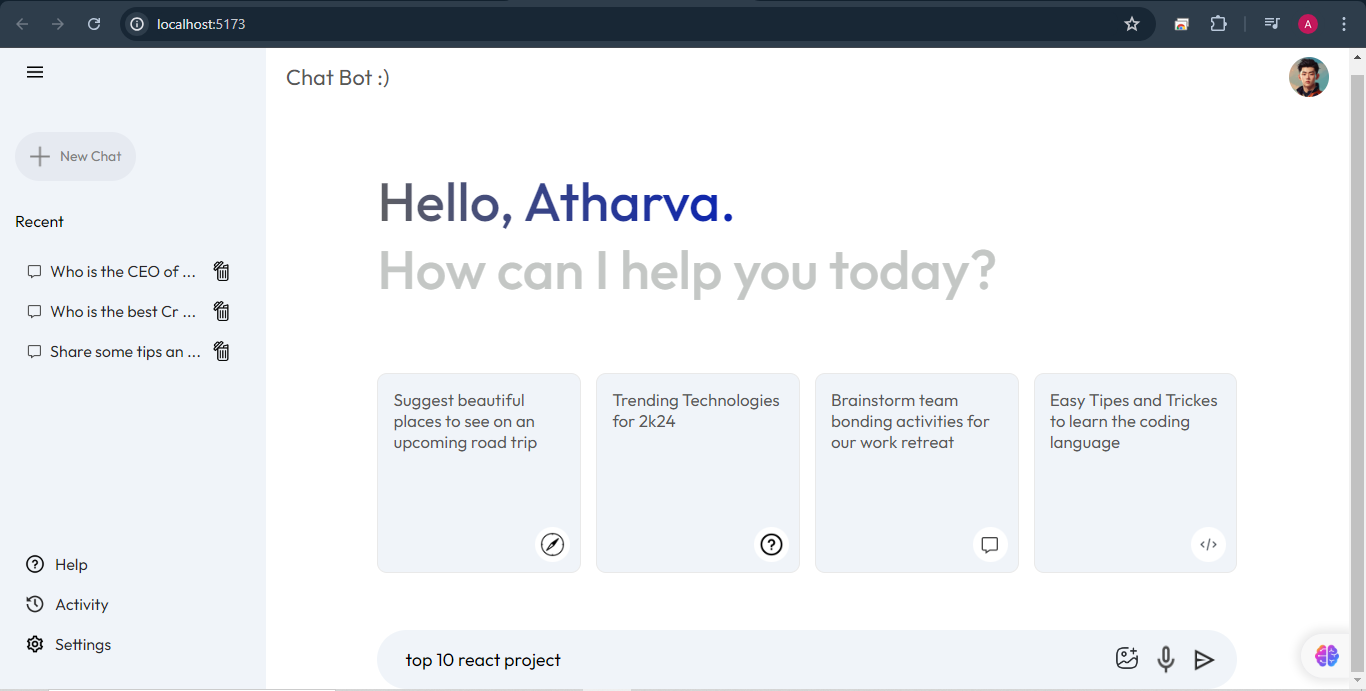 localhost:5173
A
Chat Bot :)
New Chat
Recent
Who is the CEO of ...
Who is the best Cr ...
Share some tips an ...
Help
Activity
Settings
Hello, Atharva.
How can I help you today?
Suggest beautiful
places to see on an
upcoming road trip
Trending Technologies
for 2k24
Brainstorm team
bonding activities for
our work retreat
Easy Tipes and Trickes
to learn the coding
language
top 10 react project